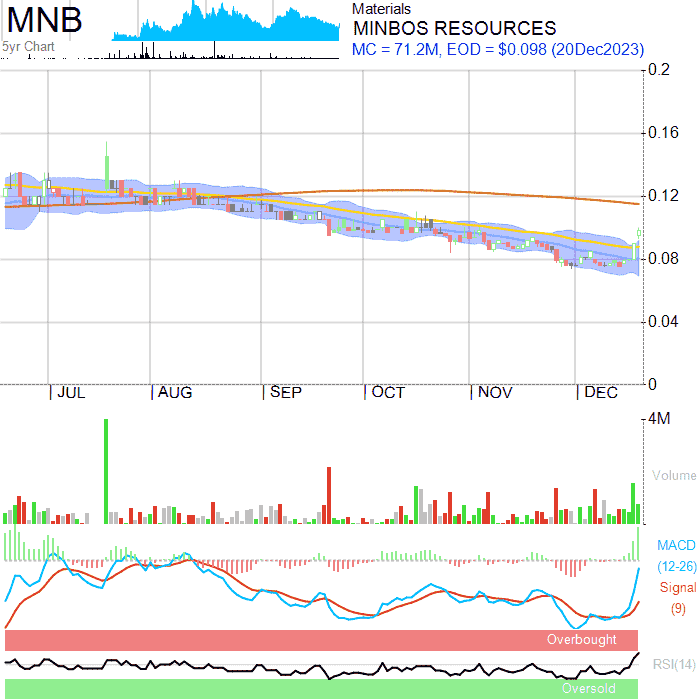 MNB
5yr Chart
Materials
MINBOS RESOURCES
MC = 71.2M, EOD = $0.098 (20Dec2023)
0.2
0.16
0.12
0.08
0.04
0
JUL
AUG
SEP
OCT
NOV
DEC
4M
Volume
MACD
(12-26)
Signal
(9)
Overbought
RSI(14)
Oversold